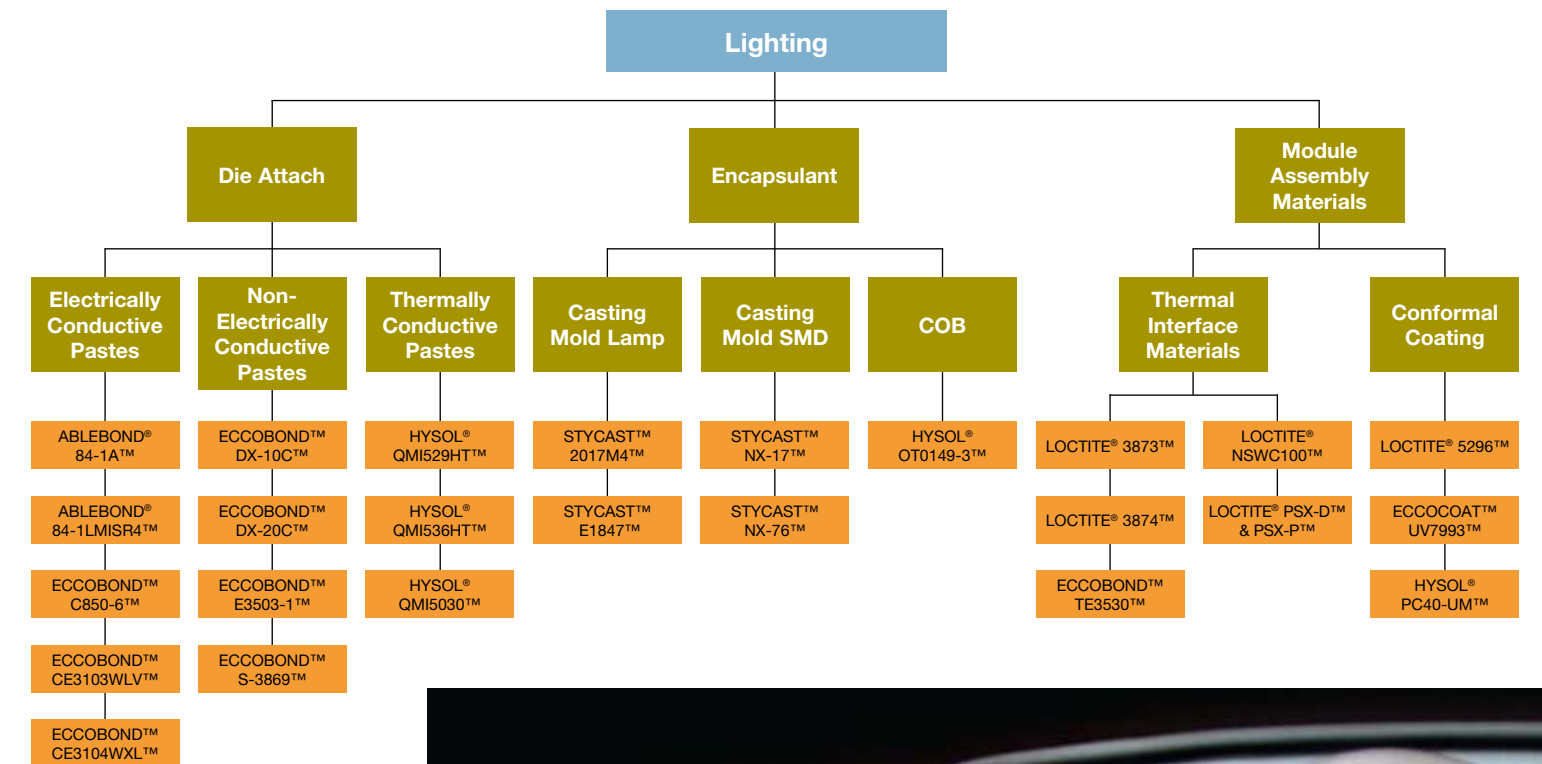 Lighting
Die Attach
Encapsulant
Module
Assembly
Materials
Electrically
Conductive
Pastes
Non-
Electrically
Conductive
Pastes
Thermally
Conductive
Pastes
Casting
Mold Lamp
Casting
Mold SMD
COB
Thermal
Interface
Materials
Conformal
Coating
ABLEBOND®
84-1A™
ABLEBOND®
84-1LMISR4™
ECCOBOND™
C850-6™
ECCOBOND™
CE3103WLV™
ECCOBOND™
CE3104WXL™
ECCOBOND™
DX-10C™
ECCOBOND™
DX-20C™
ECCOBOND™
E3503-1™
ECCOBOND™
S-3869™
HYSOL®
QMI529HT™
HYSOL®
QMI536HT™
HYSOL®
QMI5030™
STYCAST™
2017M4™
STYCAST™
E1847™
STYCAST™
NX-17™
STYCAST™
NX-76™
HYSOL®
OT0149-3™
LOCTITE® 3873™
LOCTITE® 3874™
ECCOBOND™
TE3530™
LOCTITE®
NSWC100™
LOCTITE® PSX-D™
& PSX-P™
LOCTITE® 5296™
ECCOCOAT™
UV7993™
HYSOL®
PC40-UM™